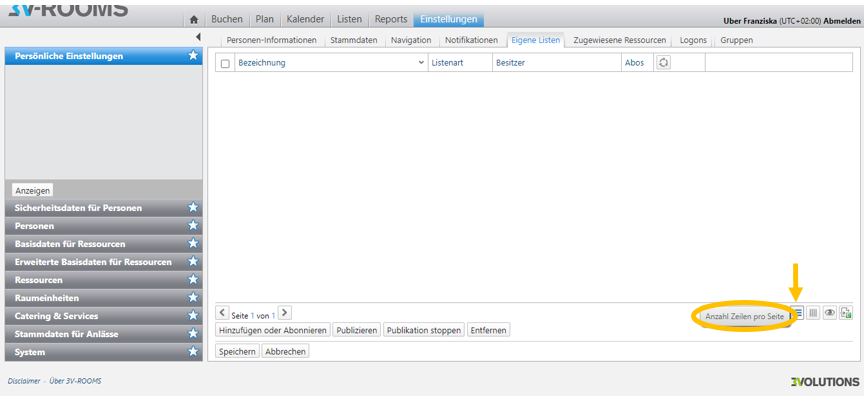 3V-ROOMS
Buchen Plan Kalender Listen Reports Einstellungen
Uber Franziska (UTC+02:00) Abmelden
Personen-Informationen Stammdaten Navigation Notifikationen Eigene Listen Zugewiesene Ressourcen Logons Gruppen
Persönliche Einstellungen
Bezeichnung Listenart Besitzer Abos
Anzeigen
Sicherheitsdaten für Personen
Personen
Basisdaten für Ressourcen
Erweiterte Basisdaten für Ressourcen
Ressourcen
Raumeinheiten
Catering & Services
Stammdaten für Anlässe
System
Seite 1 von 1
Anzahl Zeilen pro Seite
Hinzufügen oder Abonnieren Publizieren Publikation stoppen Entfernen
Speichern Abbrechen
Disclaimer - Über 3V-ROOMS
3VOLUTIONS